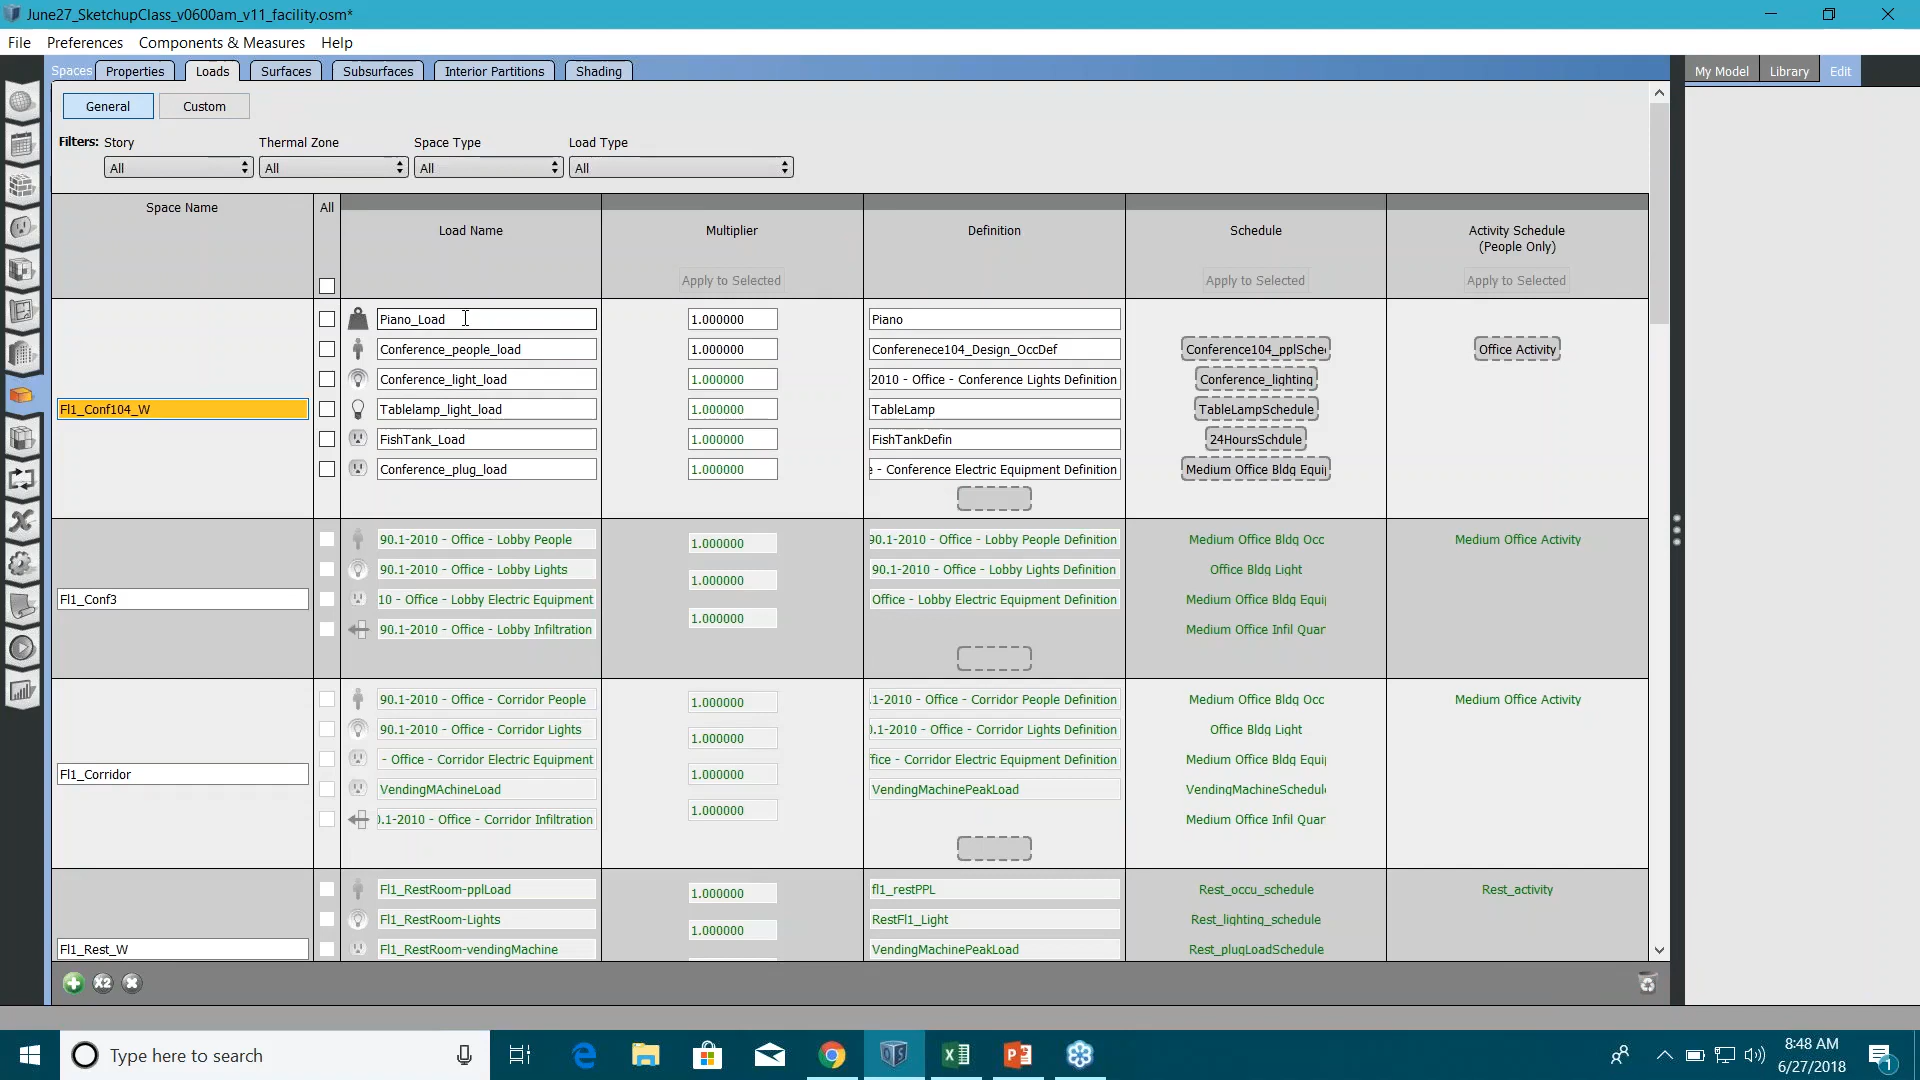 June27_SketchupClass_v0600am_v11_facility.osm*
File Preferences Components & Measures Help
Spaces Properties Loads Surfaces Subsurfaces Interior Partitions Shading My Model Library Edit
General Custom
Filters: Story Thermal Zone Space Type Load Type
All All All All
Space Name All Load Name Multiplier Definition Schedule Activity Schedule
(People Only)
Apply to Selected Apply to Selected Apply to Selected
Fl1_Conf104_W
Piano_Load 1.000000 Piano
Conference_people_load 1.000000 Conferenece104_Design_OccDef Conference104_pplSche Office Activity
Conference_light_load 1.000000 2010 - Office - Conference Lights Definition Conference_lighting
Tablelamp_light_load 1.000000 TableLamp TableLampSchedule
FishTank_Load 1.000000 FishTankDefin 24HoursSchdule
Conference_plug_load 1.000000 - Conference Electric Equipment Definition Medium Office Bldg Equi
Fl1_Conf3
90.1-2010 - Office - Lobby People 1.000000 90.1-2010 - Office - Lobby People Definition Medium Office Bldg Occ Medium Office Activity
90.1-2010 - Office - Lobby Lights 1.000000 90.1-2010 - Office - Lobby Lights Definition Office Bldg Light
10 - Office - Lobby Electric Equipment 1.000000 Office - Lobby Electric Equipment Definition Medium Office Bldg Equi
90.1-2010 - Office - Lobby Infiltration Medium Office Infil Quar
Fl1_Corridor
90.1-2010 - Office - Corridor People 1.000000 .1-2010 - Office - Corridor People Definition Medium Office Bldg Occ Medium Office Activity
90.1-2010 - Office - Corridor Lights 1.000000 .1-2010 - Office - Corridor Lights Definition Office Bldg Light
- Office - Corridor Electric Equipment 1.000000 ffice - Corridor Electric Equipment Definition Medium Office Bldg Equi
VendingMAchineLoad 1.000000 VendingMachinePeakLoad VendingMachineSchedul
.1-2010 - Office - Corridor Infiltration Medium Office Infil Quar
Fl1_Rest_W
Fl1_RestRoom-pplLoad 1.000000 fl1_restPPL Rest_occu_schedule Rest_activity
Fl1_RestRoom-Lights 1.000000 RestFl1_Light Rest_lighting_schedule
Fl1_RestRoom-vendingMachine VendingMachinePeakLoad Rest_plugLoadSchedule
X2
Type here to search
8:48 AM
6/27/2018
1